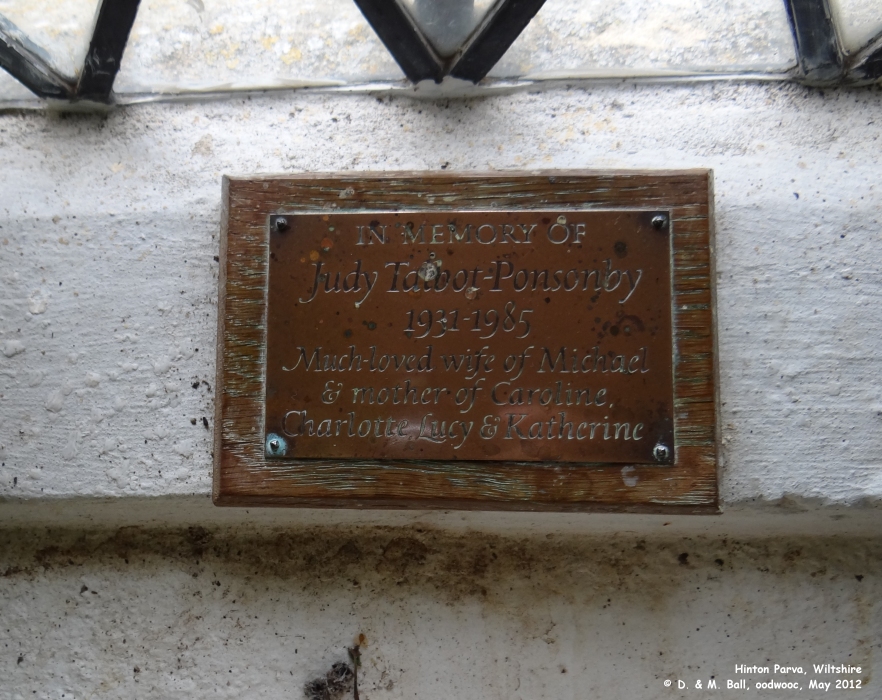 IN MEMORY OF
Judy Talbot-Ponsonby
1931-1985
Much-loved wife of Michael
& mother of Caroline,
Charlotte Lucy & Katherine
Hinton Parva, Wiltshire
© D. & M. Ball, oodwooc, May 2012